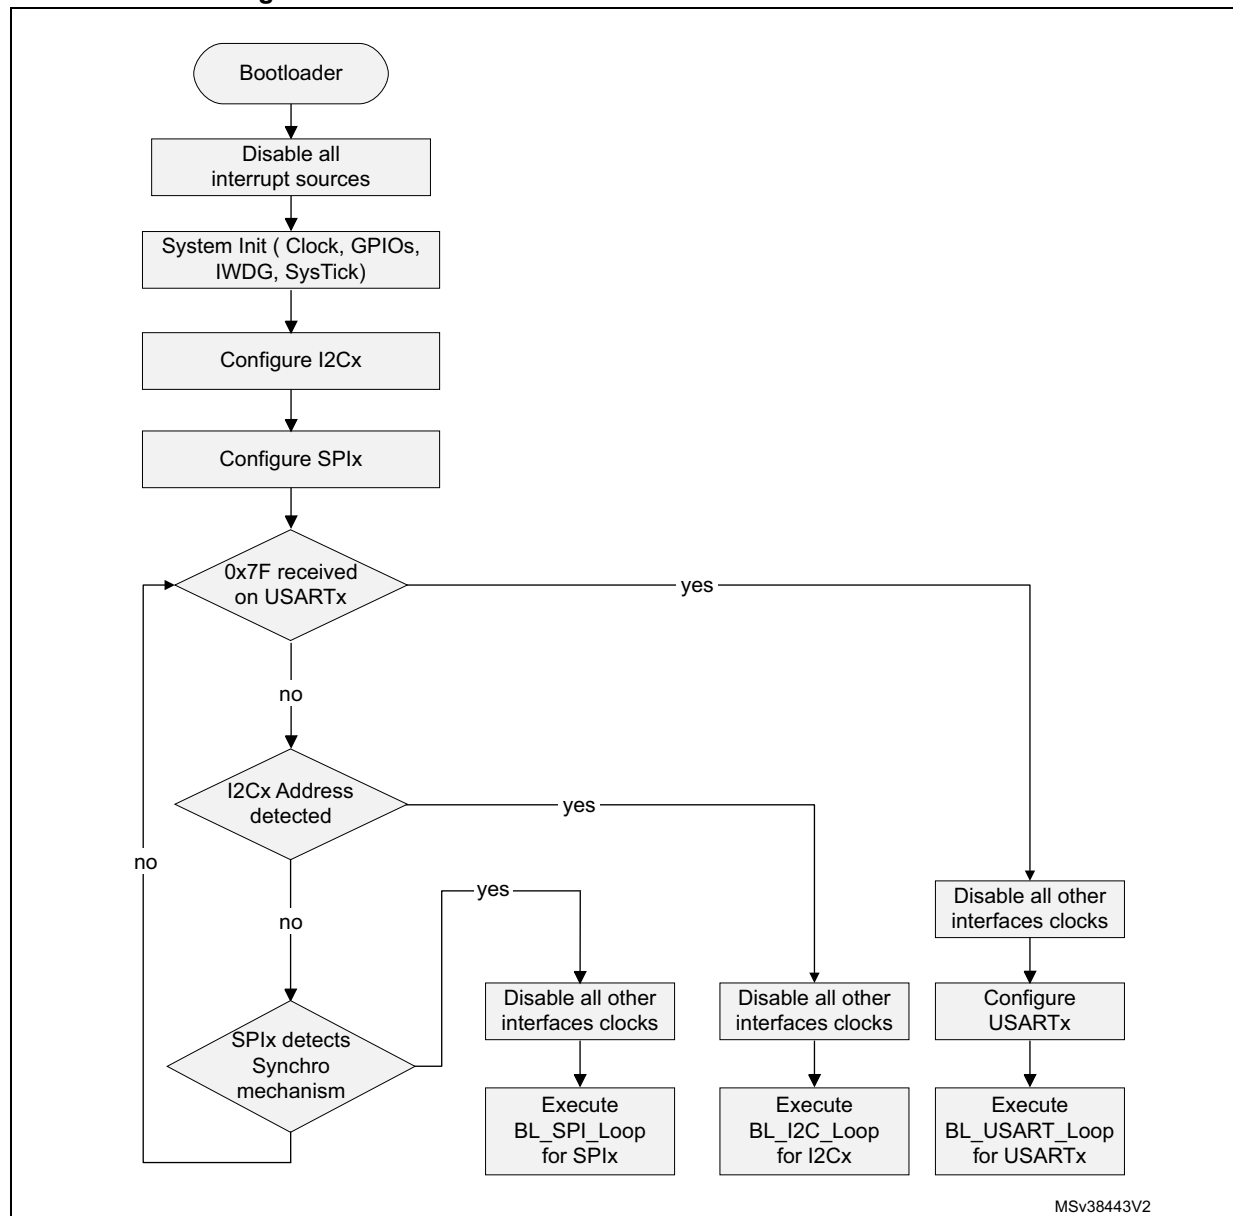 Bootloader
Disable all
interrupt sources
System Init ( Clock, GPIOs,
IWDG, SysTick)
Configure I2Cx
Configure SPIx
0x7F received
on USARTx
yes
no
I2Cx Address
detected
yes
no
no
yes
Disable all other
interfaces clocks
SPIx detects
Synchro
mechanism
Disable all other
interfaces clocks
Disable all other
interfaces clocks
Configure
USARTx
Execute
BL_SPI_Loop
for SPIx
Execute
BL_I2C_Loop
for I2Cx
Execute
BL_USART_Loop
for USARTx
MSv38443V2